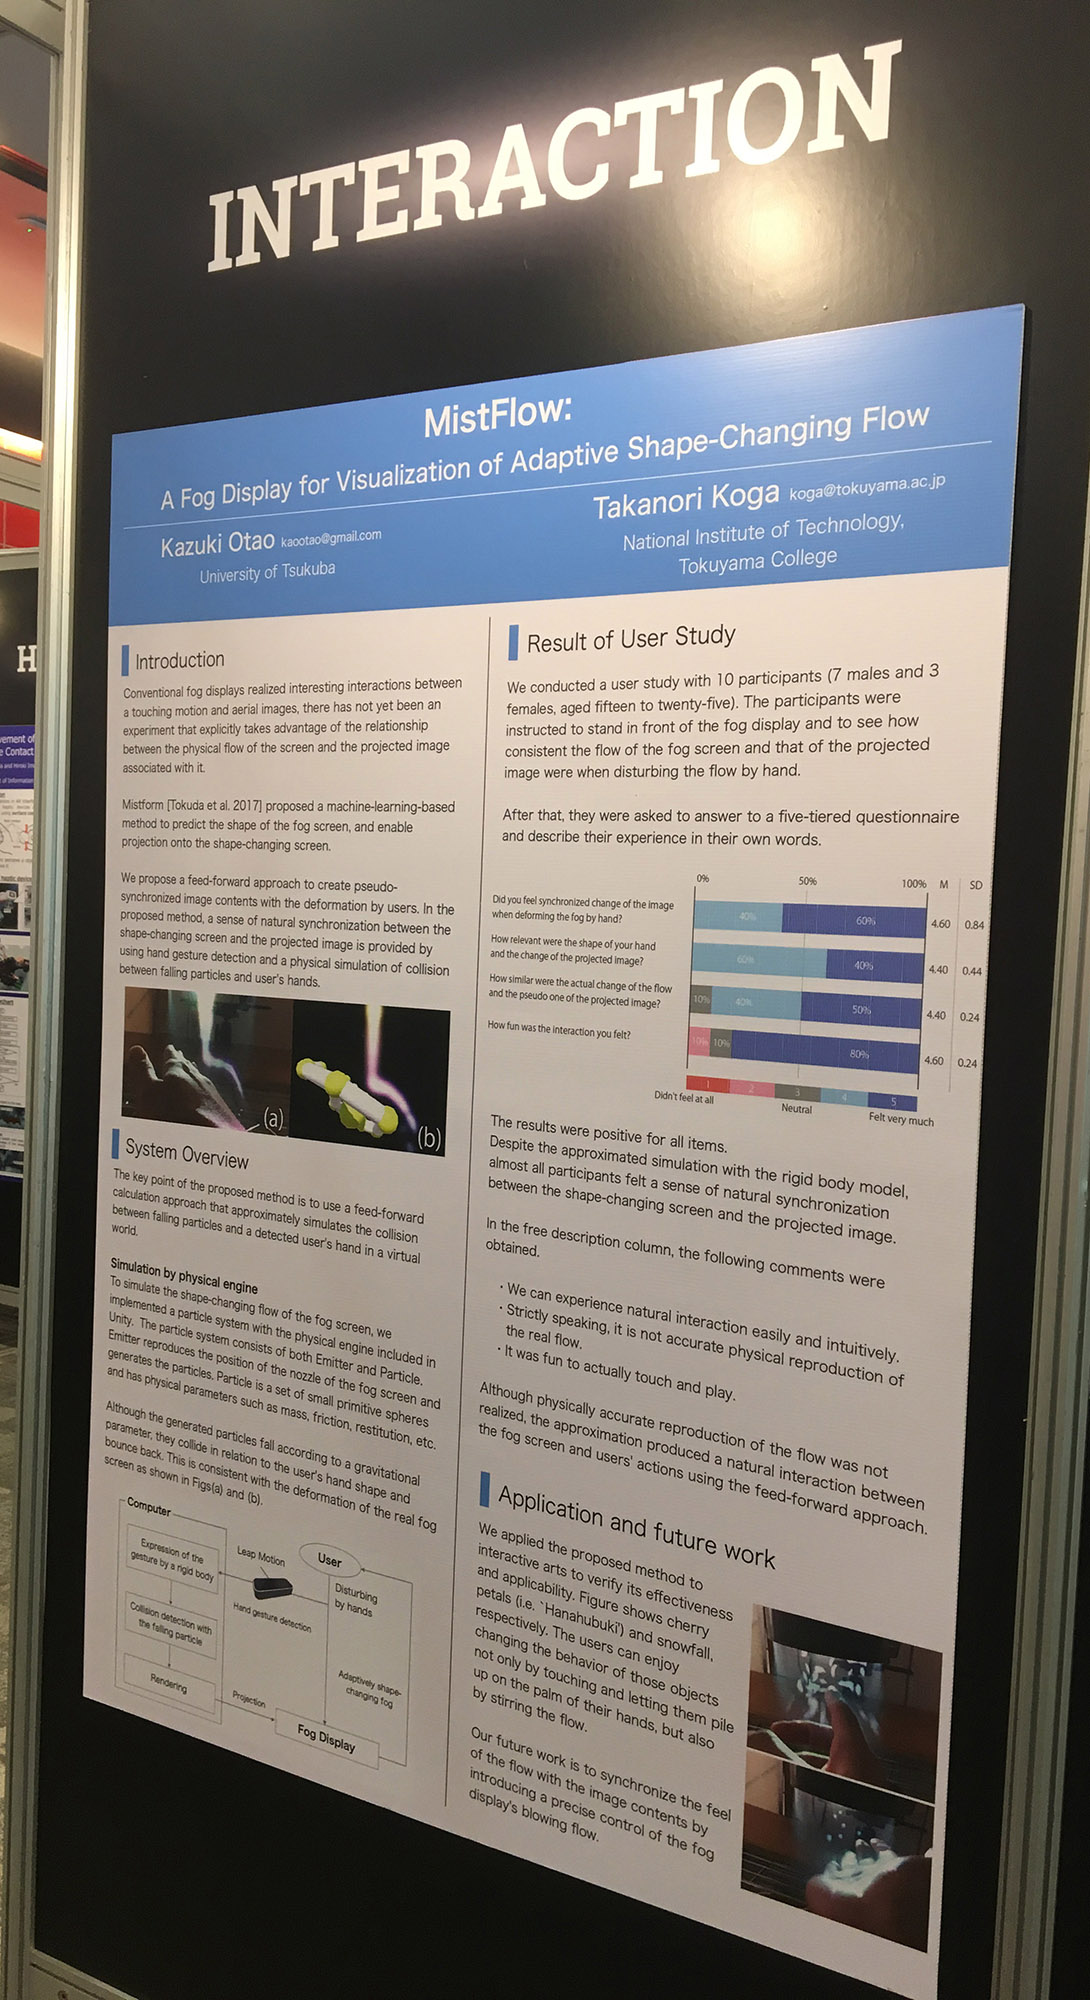 INTERACTION
MistFlow:
A Fog Display for Visualization of Adaptive Shape-Changing Flow
Kazuki Otao kaootao@gmail.com
University of Tsukuba
Takanori Koga koga@tokuyama.ac.jp
National Institute of Technology,
Tokuyama College
Introduction
Conventional fog displays realized interesting interactions between
a touching motion and aerial images, there has not yet been an
experiment that explicitly takes advantage of the relationship
between the physical flow of the screen and the projected image
associated with it.
Mistform [Tokuda et al. 2017] proposed a machine-learning-based
method to predict the shape of the fog screen, and enable
projection onto the shape-changing screen.
We propose a feed-forward approach to create pseudo-
synchronized image contents with the deformation by users. In the
proposed method, a sense of natural synchronization between the
shape-changing screen and the projected image is provided by
using hand gesture detection and a physical simulation of collision
between falling particles and user's hands.
(a)
(b)
System Overview
The key point of the proposed method is to use a feed-forward
calculation approach that approximately simulates the collision
between falling particles and a detected user's hand in a virtual
world.
Simulation by physical engine
To simulate the shape-changing flow of the fog screen, we
implemented a particle system with the physical engine included in
Unity. The particle system consists of both Emitter and Particle.
Emitter reproduces the position of the nozzle of the fog screen and
generates the particles. Particle is a set of small primitive spheres
and has physical parameters such as mass, friction, restitution, etc.
Although the generated particles fall according to a gravitational
parameter, they collide in relation to the user's hand shape and
bounce back. This is consistent with the deformation of the real fog
screen as shown in Figs(a) and (b).
Computer
Expression of the
gesture by a rigid body
Collision detection with
the falling particle
Rendering
Leap Motion
Hand gesture detection
User
Disturbing
by hands
Adaptively shape-
changing fog
Projection
Fog Display
Result of User Study
We conducted a user study with 10 participants (7 males and 3
females, aged fifteen to twenty-five). The participants were
instructed to stand in front of the fog display and to see how
consistent the flow of the fog screen and that of the projected
image were when disturbing the flow by hand.
After that, they were asked to answer to a five-tiered questionnaire
and describe their experience in their own words.
0% 50% 100% M SD
Did you feel synchronized change of the image
when deforming the fog by hand?
40% 60% 4.60 0.84
How relevant were the shape of your hand
and the change of the projected image?
60% 40% 4.40 0.44
How similar were the actual change of the flow
and the pseudo one of the projected image?
10% 40% 50% 4.40 0.24
How fun was the interaction you felt?
10% 10% 80% 4.60 0.24
1 2 3 4 5
Didn't feel at all Neutral Felt very much
The results were positive for all items.
Despite the approximated simulation with the rigid body model,
almost all participants felt a sense of natural synchronization
between the shape-changing screen and the projected image.
In the free description column, the following comments were
obtained.
・We can experience natural interaction easily and intuitively.
・Strictly speaking, it is not accurate physical reproduction of
the real flow.
・It was fun to actually touch and play.
Although physically accurate reproduction of the flow was not
realized, the approximation produced a natural interaction between
the fog screen and users' actions using the feed-forward approach.
Application and future work
We applied the proposed method to
interactive arts to verify its effectiveness
and applicability. Figure shows cherry
petals (i.e. `Hanahubuki') and snowfall,
respectively. The users can enjoy
changing the behavior of those objects
not only by touching and letting them pile
up on the palm of their hands, but also
by stirring the flow.
Our future work is to synchronize the feel
of the flow with the image contents by
introducing a precise control of the fog
display's blowing flow.
H